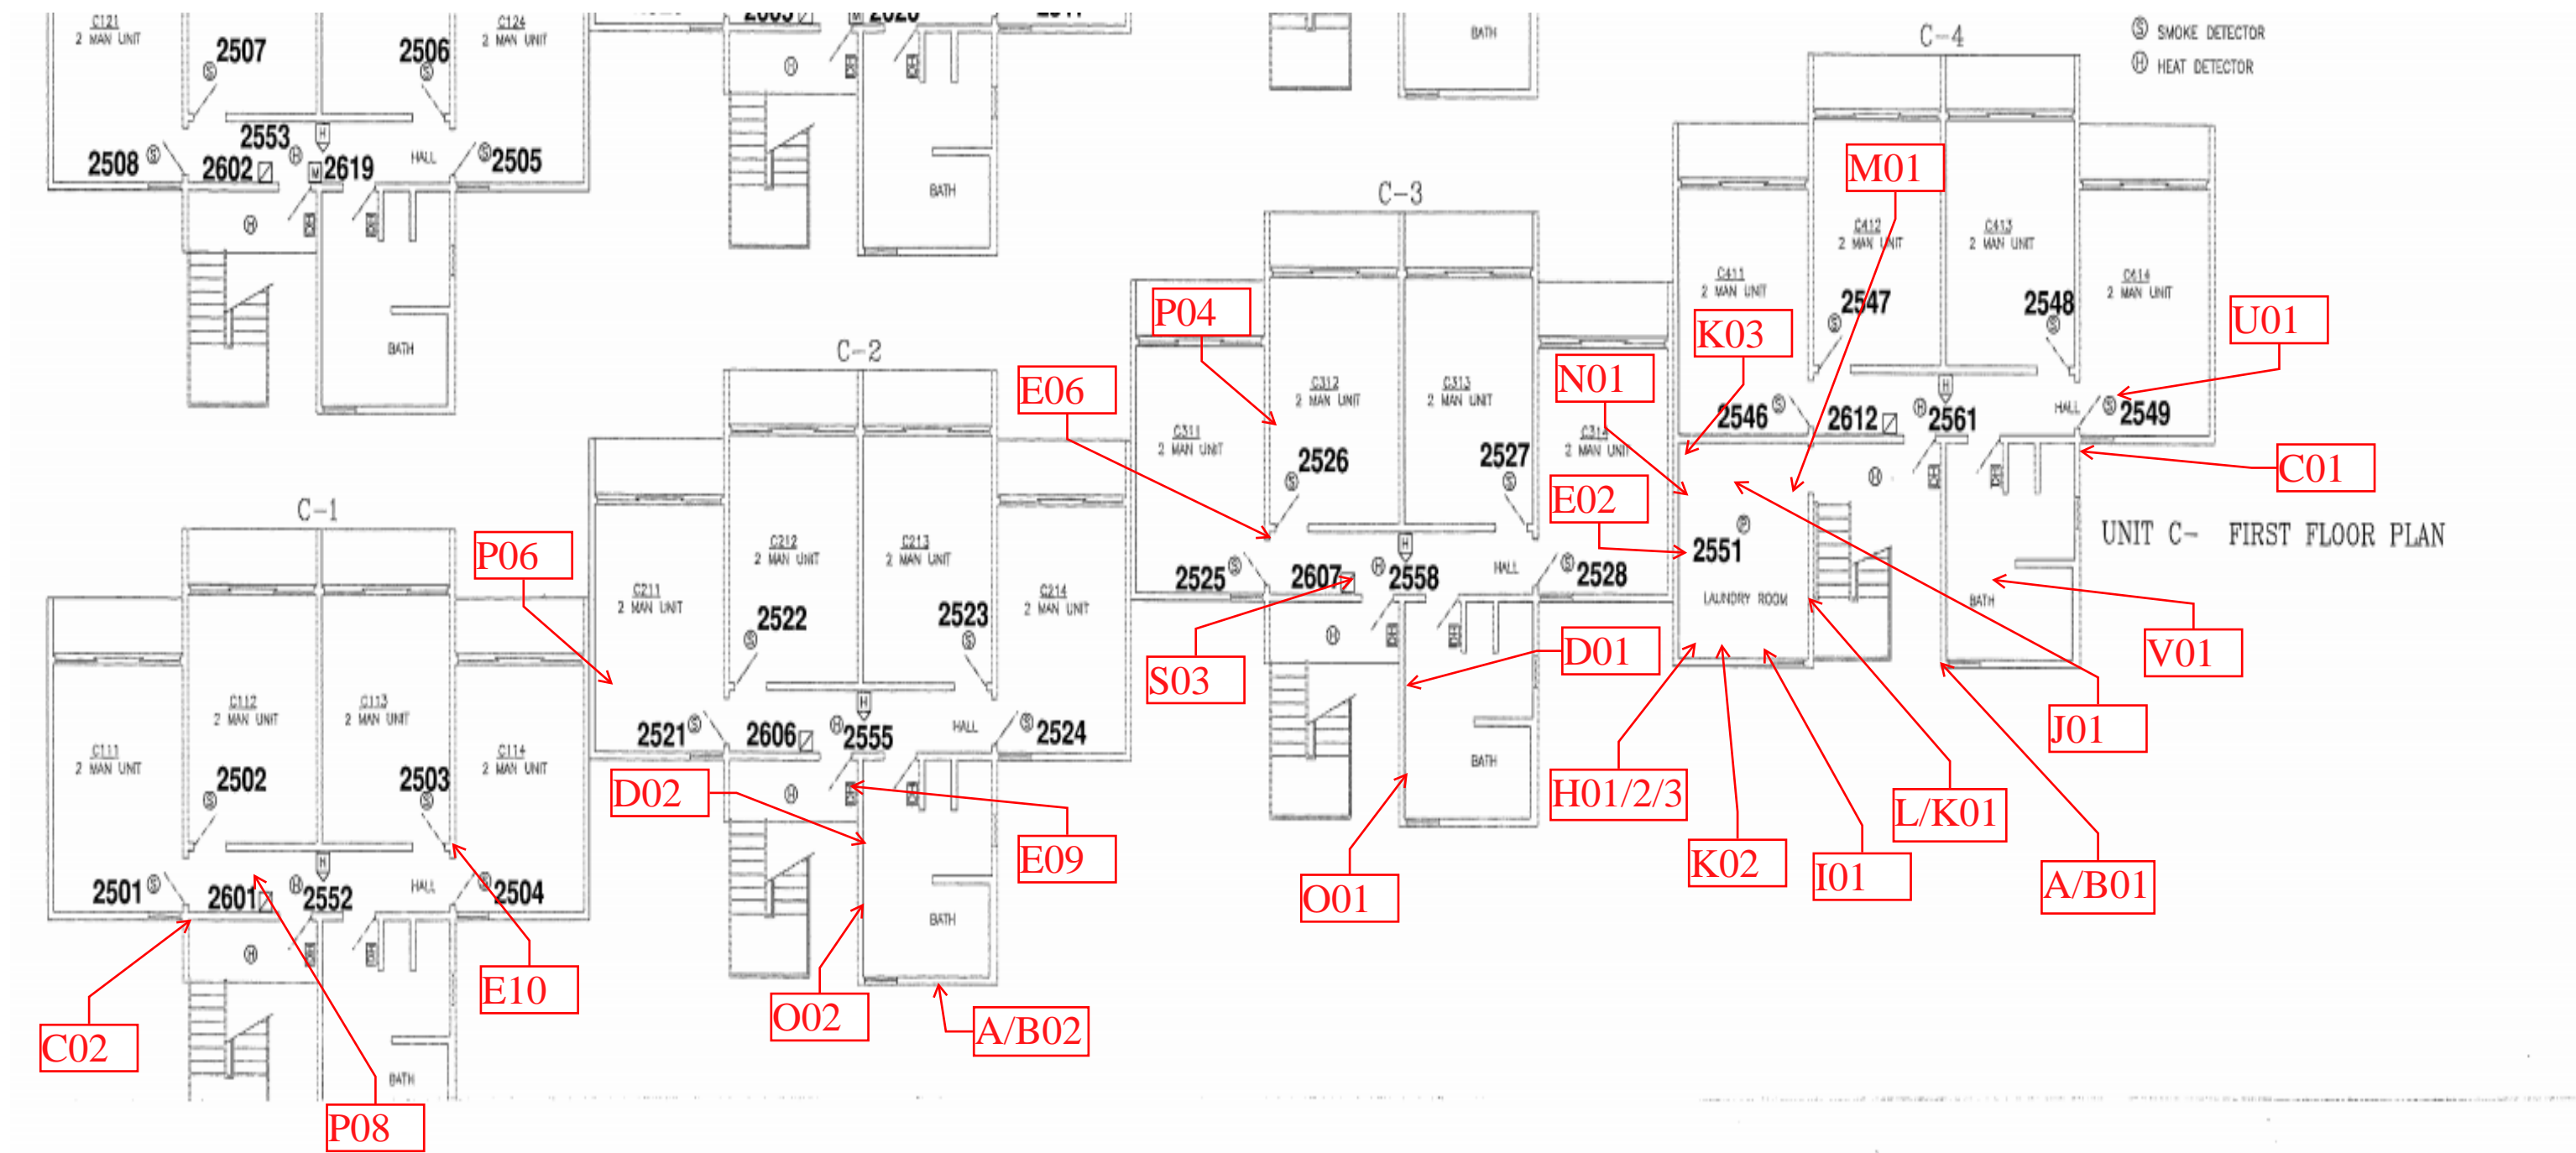 C121
2 MAN UNIT
2507
2506
C124
2 MAN UNIT
2553
2508
2602
M
2619
HALL
2505
BATH
BATH
BATH
C-4
SMOKE DETECTOR
HEAT DETECTOR
M01
C-3
C412
2 MAN UNIT
C413
2 MAN UNIT
C411
2 MAN UNIT
C414
2 MAN UNIT
2547
2548
P04
K03
U01
C-2
E06
N01
C312
2 MAN UNIT
C313
2 MAN UNIT
2546
2612
2561
HALL
2549
C311
2 MAN UNIT
C314
2 MAN UNIT
2526
2527
C01
E02
C-1
P06
C212
2 MAN UNIT
C213
2 MAN UNIT
2551
UNIT C- FIRST FLOOR PLAN
2525
2607
2558
HALL
2528
C211
2 MAN UNIT
C214
2 MAN UNIT
LAUNDRY ROOM
BATH
2522
2523
S03
D01
V01
C112
2 MAN UNIT
C113
2 MAN UNIT
2521
2606
2555
HALL
2524
J01
C111
2 MAN UNIT
C114
2 MAN UNIT
BATH
2502
2503
D02
H01/2/3
L/K01
E09
K02
I01
A/B01
2501
2601
2552
HALL
2504
O01
BATH
E10
O02
A/B02
C02
BATH
P08